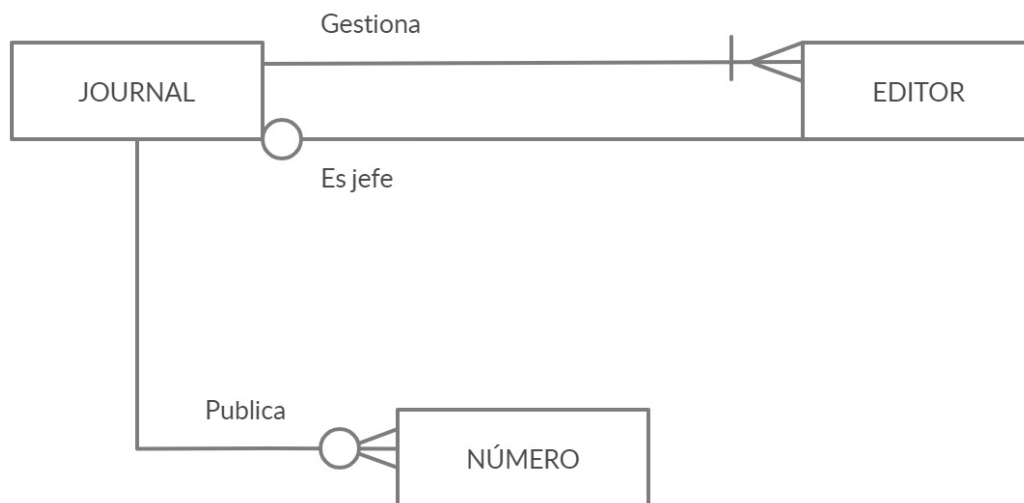 Gestiona
JOURNAL
EDITOR
Es jefe
Publica
NÚMERO